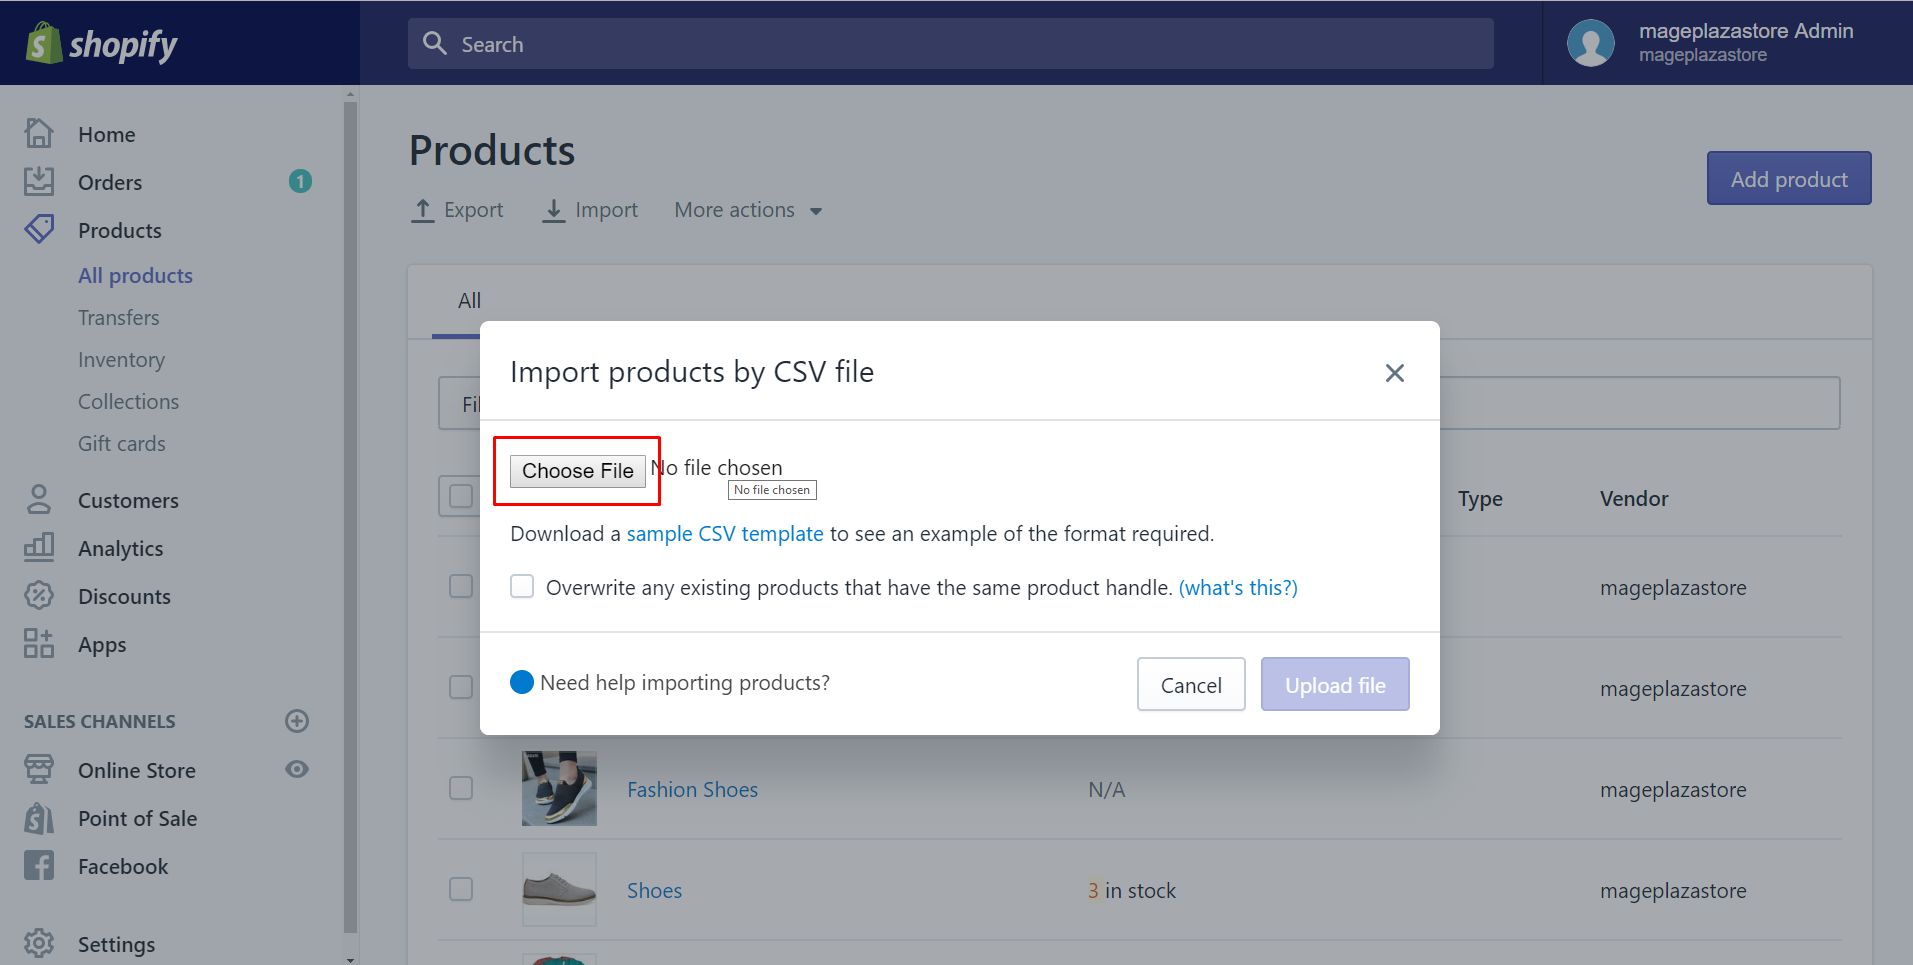 shopify
Search
mageplazastore Admin
mageplazastore
Home
Orders
1
Products
All products
Transfers
Inventory
Collections
Gift cards
Customers
Analytics
Discounts
Apps
SALES CHANNELS
Online Store
Point of Sale
Facebook
Settings
Products
Export
Import
More actions
Add product
All
Import products by CSV file
Choose File
No file chosen
No file chosen
Download a sample CSV template to see an example of the format required.
Overwrite any existing products that have the same product handle. (what's this?)
Need help importing products?
Cancel
Upload file
Type
Vendor
mageplazastore
mageplazastore
Fashion Shoes
N/A
mageplazastore
Shoes
3 in stock
mageplazastore